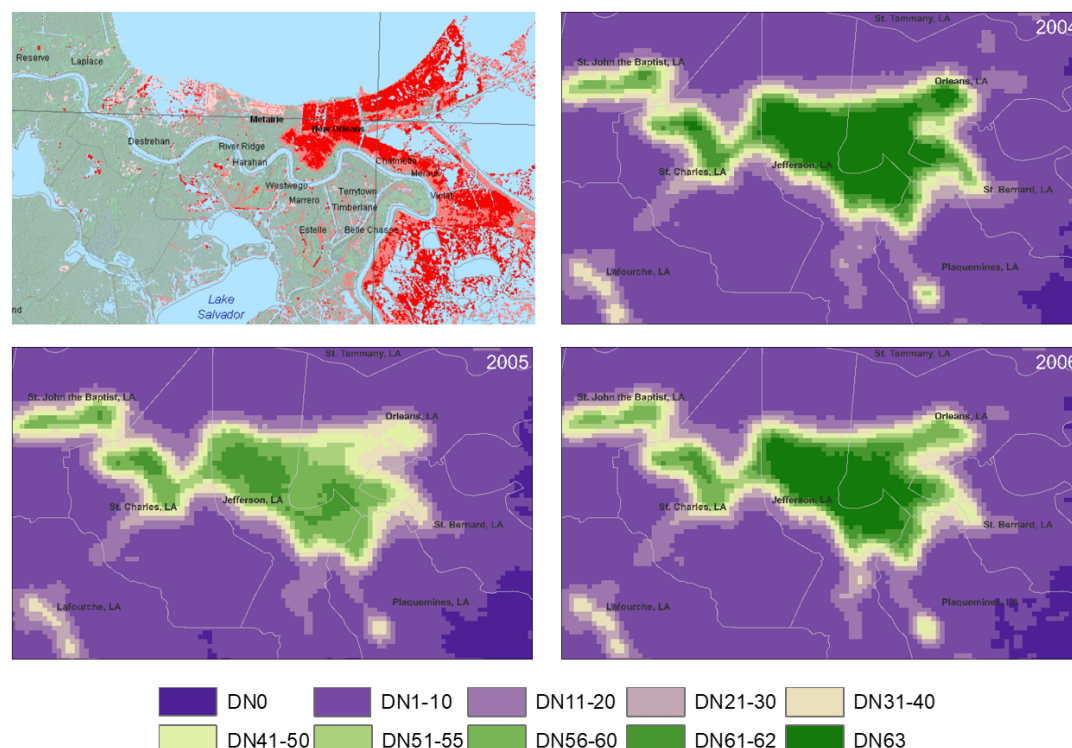 Reserve
Laplace
Destrehan
Metairie
New Orleans
River Ridge
Harahan
Chalmette
Westwego
Marrero
Terrytown
Timberlane
Violet
Estelle
Belle Chasse
Lake
Salvador
nd
2004
St. Tammany, LA
St. John the Baptist, LA
Orleans, LA
Jefferson, LA
St. Charles, LA
St. Bernard, LA
Lafourche, LA
Plaquemines, LA
2005
St. Tammany, LA
St. John the Baptist, LA
Orleans, LA
Jefferson, LA
St. Charles, LA
St. Bernard, LA
Lafourche, LA
Plaquemines, LA
2006
St. Tammany, LA
St. John the Baptist, LA
Orleans, LA
Jefferson, LA
St. Charles, LA
St. Bernard, LA
Lafourche, LA
Plaquemines, LA
DN0 DN1-10 DN11-20 DN21-30 DN31-40
DN41-50 DN51-55 DN56-60 DN61-62 DN63